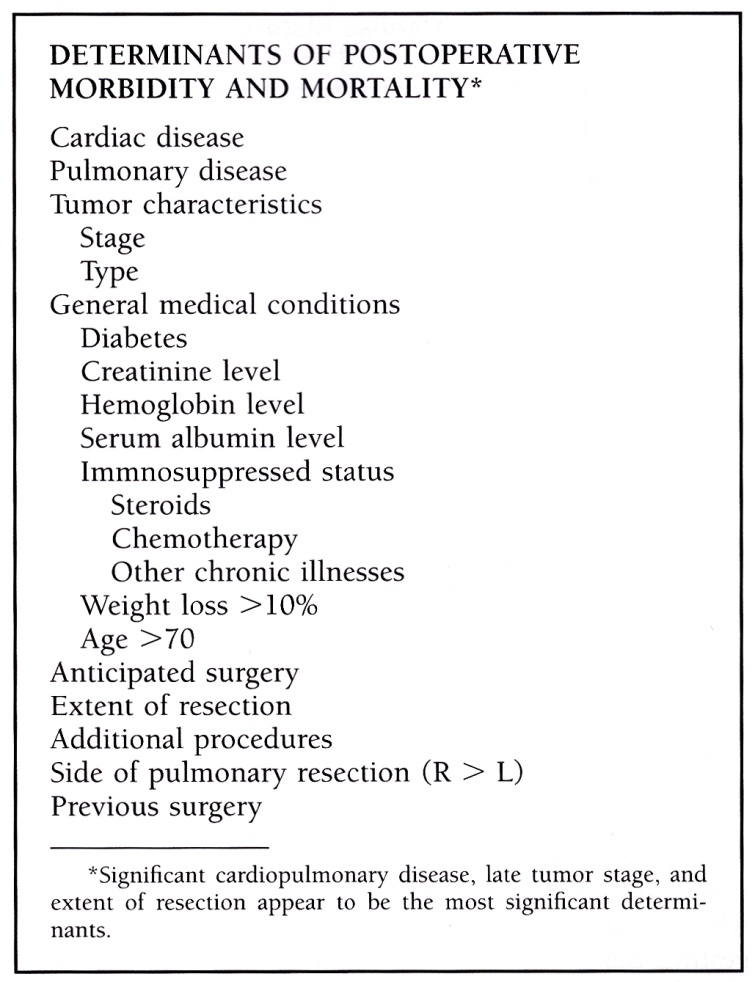 DETERMINANTS OF POSTOPERATIVE
MORBIDITY AND MORTALITY*
Cardiac disease
Pulmonary disease
Tumor characteristics
Stage
Type
General medical conditions
Diabetes
Creatinine level
Hemoglobin level
Serum albumin level
Immnosuppressed status
Steroids
Chemotherapy
Other chronic illnesses
Weight loss >10%
Age >70
Anticipated surgery
Extent of resection
Additional procedures
Side of pulmonary resection (R > L)
Previous surgery
*Significant cardiopulmonary disease, late tumor stage, and
extent of resection appear to be the most significant determi-
nants.